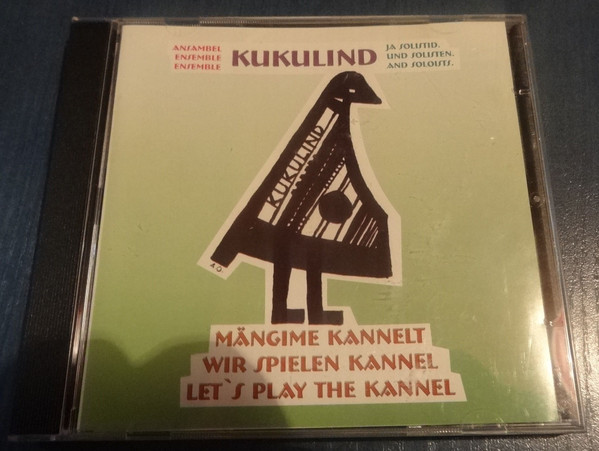 ANSAMBEL
ENSEMBLE
ENSEMBLE
KUKULIND
JA SOLISTID.
UND SOLISTEN.
AND SOLOISTS.
KUKULIND
40
MÄNGIME KANNELT
WIR SPIELEN KANNEL
LET`S PLAY THE KANNEL